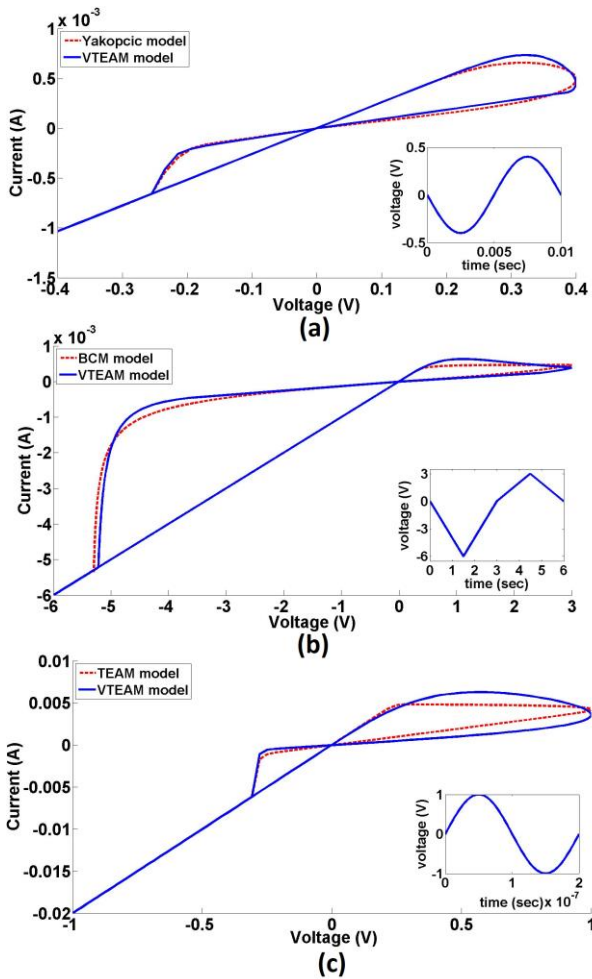 1 x 10⁻³
Yakopcic model
VTEAM model
0.5
0
-0.5
-1
-1.5
Current (A)
-0.4 -0.3 -0.2 -0.1 0 0.1 0.2 0.3 0.4
Voltage (V)
0.5
0
-0.5
voltage (V)
0 0.005 0.01
time (sec)
(a)
1 x 10⁻³
BCM model
VTEAM model
0
-1
-2
-3
-4
-5
-6
Current (A)
-6 -5 -4 -3 -2 -1 0 1 2 3
Voltage (V)
3
0
-3
-6
voltage (V)
0 1 2 3 4 5 6
time (sec)
(b)
0.01
TEAM model
VTEAM model
0.005
0
-0.005
-0.01
-0.015
-0.02
Current (A)
-1 -0.5 0 0.5 1
Voltage (V)
1
0
-1
voltage (V)
0 1 2
time (sec)x 10⁻⁷
(c)